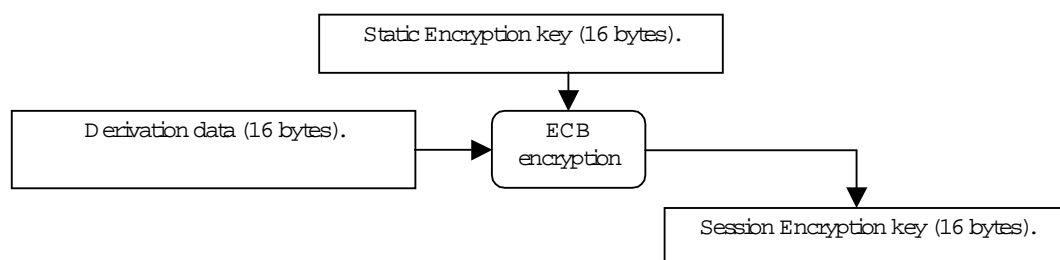 Static Encryption key (16 bytes).
Derivation data (16 bytes).
ECB
encryption
Session Encryption key (16 bytes).